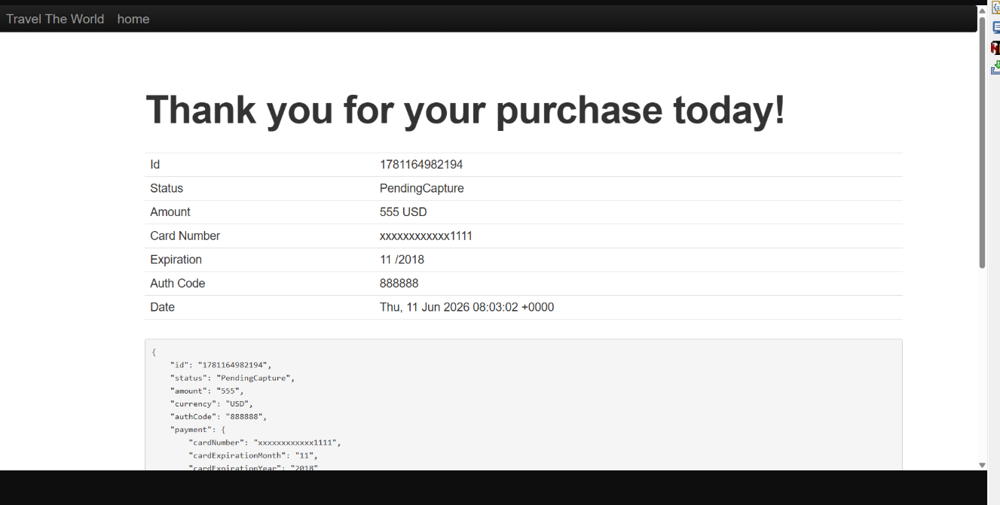 Travel The World home
Thank you for your purchase today!
Id 1781164982194
Status PendingCapture
Amount 555 USD
Card Number xxxxxxxxxxxx1111
Expiration 11 /2018
Auth Code 888888
Date Thu, 11 Jun 2026 08:03:02 +0000
{
    "id": "1781164982194",
    "status": "PendingCapture",
    "amount": "555",
    "currency": "USD",
    "authCode": "888888",
    "payment": {
        "cardNumber": "xxxxxxxxxxxx1111",
        "cardExpirationMonth": "11",
        "cardExpirationYear": "2018"